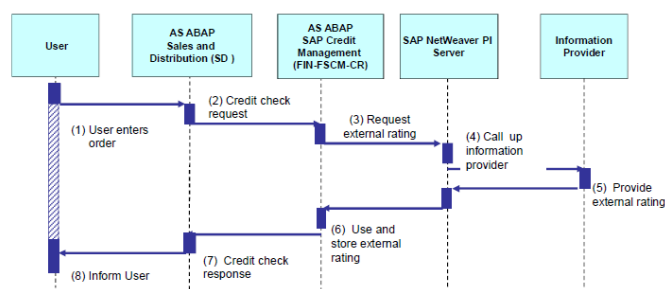 User
AS ABAP
Sales and
Distribution (SD )
AS ABAP
SAP Credit
Management
(FIN-FSCM-CR)
SAP NetWeaver PI
Server
Information
Provider
(1) User enters
order
(2) Credit check
request
(3) Request
external rating
(4) Call up
information
provider
(5) Provide
external rating
(6) Use and
store external
rating
(7) Credit check
response
(8) Inform User